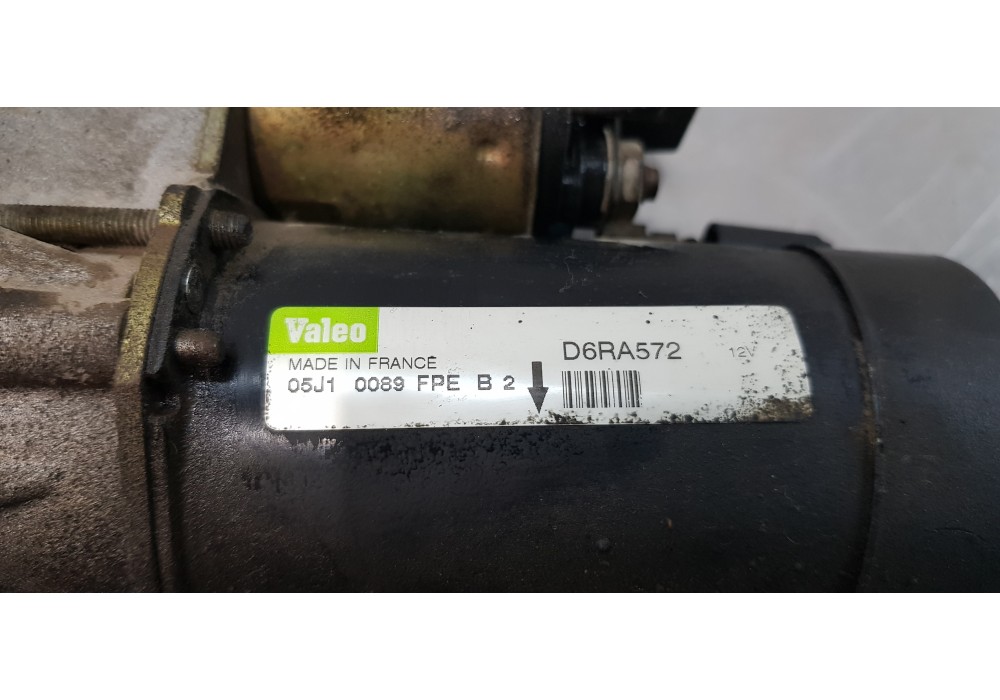 Valeo
MADE IN FRANCE
05J1 0089 FPE B 2
D6RA572 12V